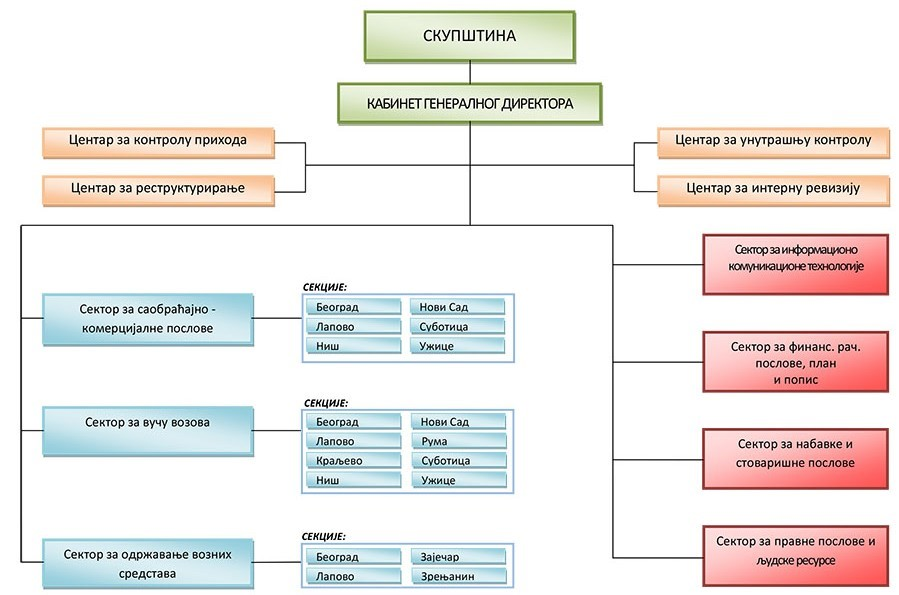 СКУПШТИНА
КАБИНЕТ ГЕНЕРАЛНОГ ДИРЕКТОРА
Центар за контролу прихода
Центар за унутрашњу контролу
Центар за реструктурирање
Центар за интерну ревизију
Сектор за саобраћајно -
комерцијалне послове
СЕКЦИЈЕ:
Београд
Нови Сад
Лапово
Суботица
Ниш
Ужице
Сектор за вучу возова
СЕКЦИЈЕ:
Београд
Нови Сад
Лапово
Рума
Краљево
Суботица
Ниш
Ужице
Сектор за одржавање возних
средстава
СЕКЦИЈЕ:
Београд
Зајечар
Лапово
Зрењанин
Сектор за информационо
комуникационе технологије
Сектор за финанс. рач.
послове, план
и попис
Сектор за набавке и
стоваришне послове
Сектор за правне послове и
људске ресурсе